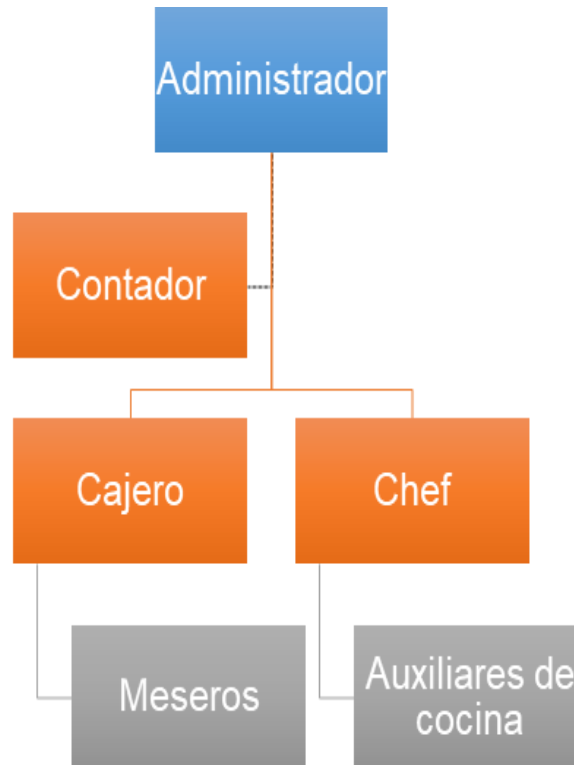 Administrador
Contador
Cajero
Chef
Meseros
Auxiliares de
cocina